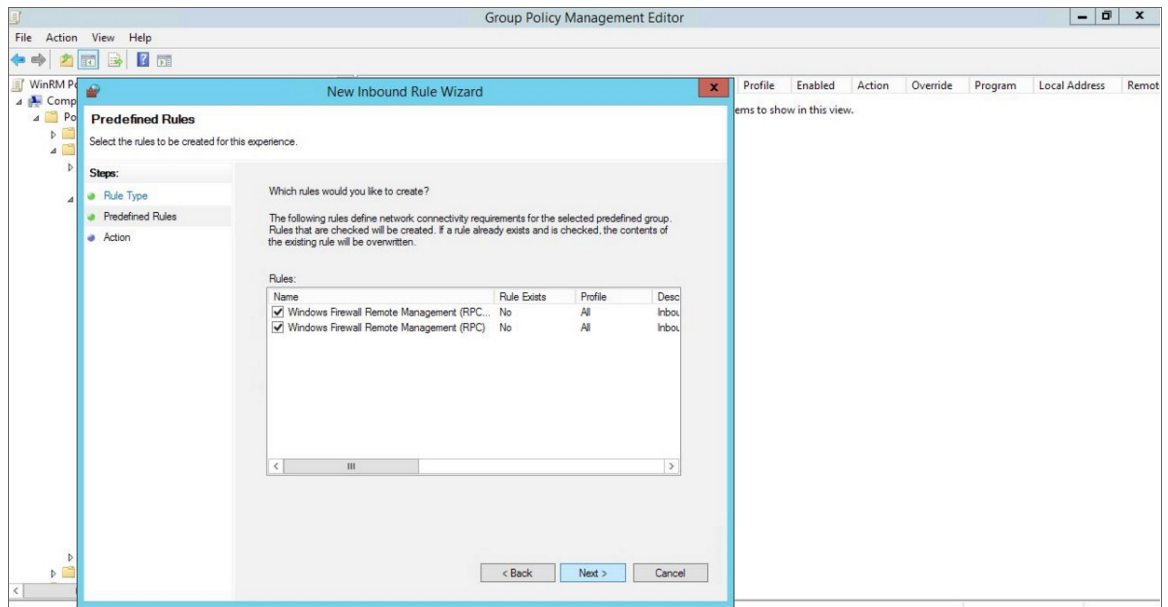 Group Policy Management Editor
File Action View Help
WinRM Po
Comp
Po
New Inbound Rule Wizard
x
Profile Enabled Action Override Program Local Address Remot
ems to show in this view.
Predefined Rules
Select the rules to be created for this experience.
Steps:
Rule Type
Predefined Rules
Action
Which rules would you like to create?
The following rules define network connectivity requirements for the selected predefined group.
Rules that are checked will be created. If a rule already exists and is checked, the contents of
the existing rule will be overwritten.
Rules:
Name Rule Exists Profile Desc
Windows Firewall Remote Management (RPC... No All Inbou
Windows Firewall Remote Management (RPC) No All Inbou
< Back Next > Cancel